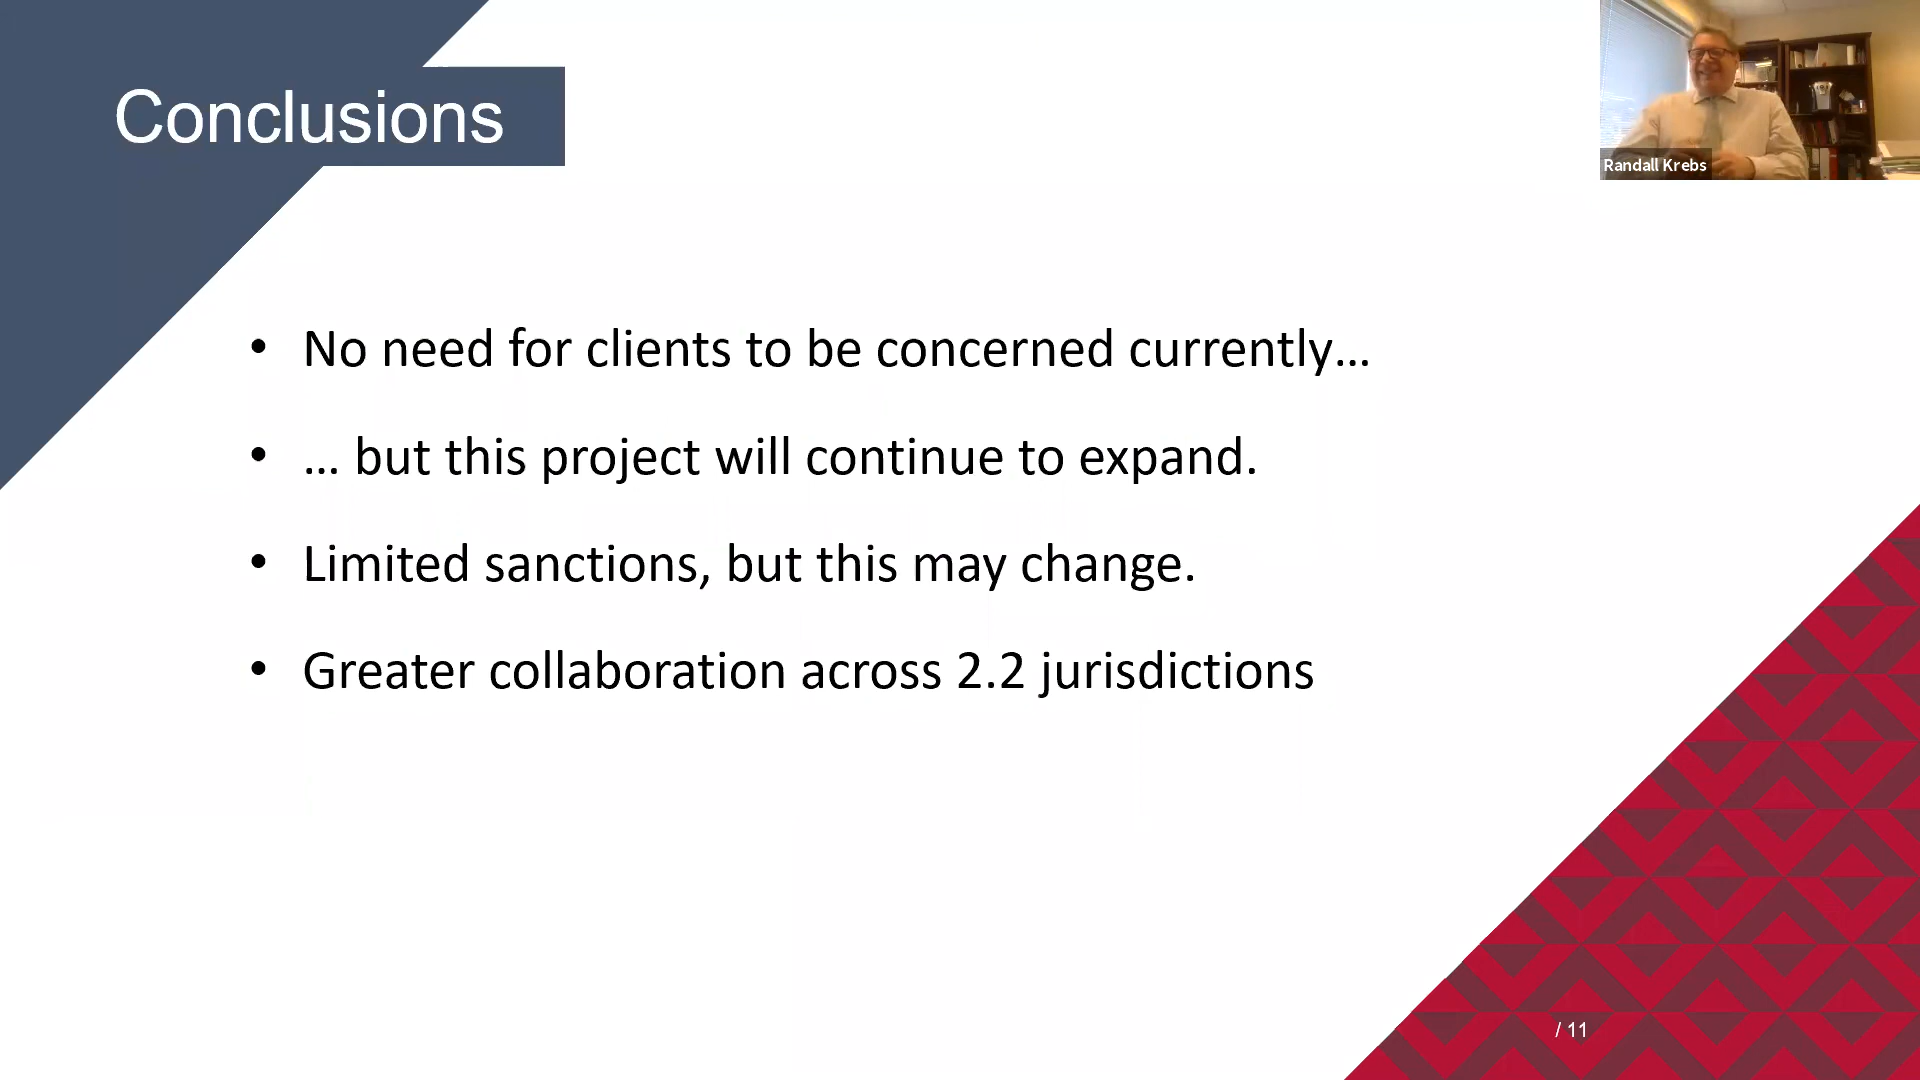 Conclusions
Randall Krebs
• No need for clients to be concerned currently…
• … but this project will continue to expand.
• Limited sanctions, but this may change.
• Greater collaboration across 2.2 jurisdictions
/ 11